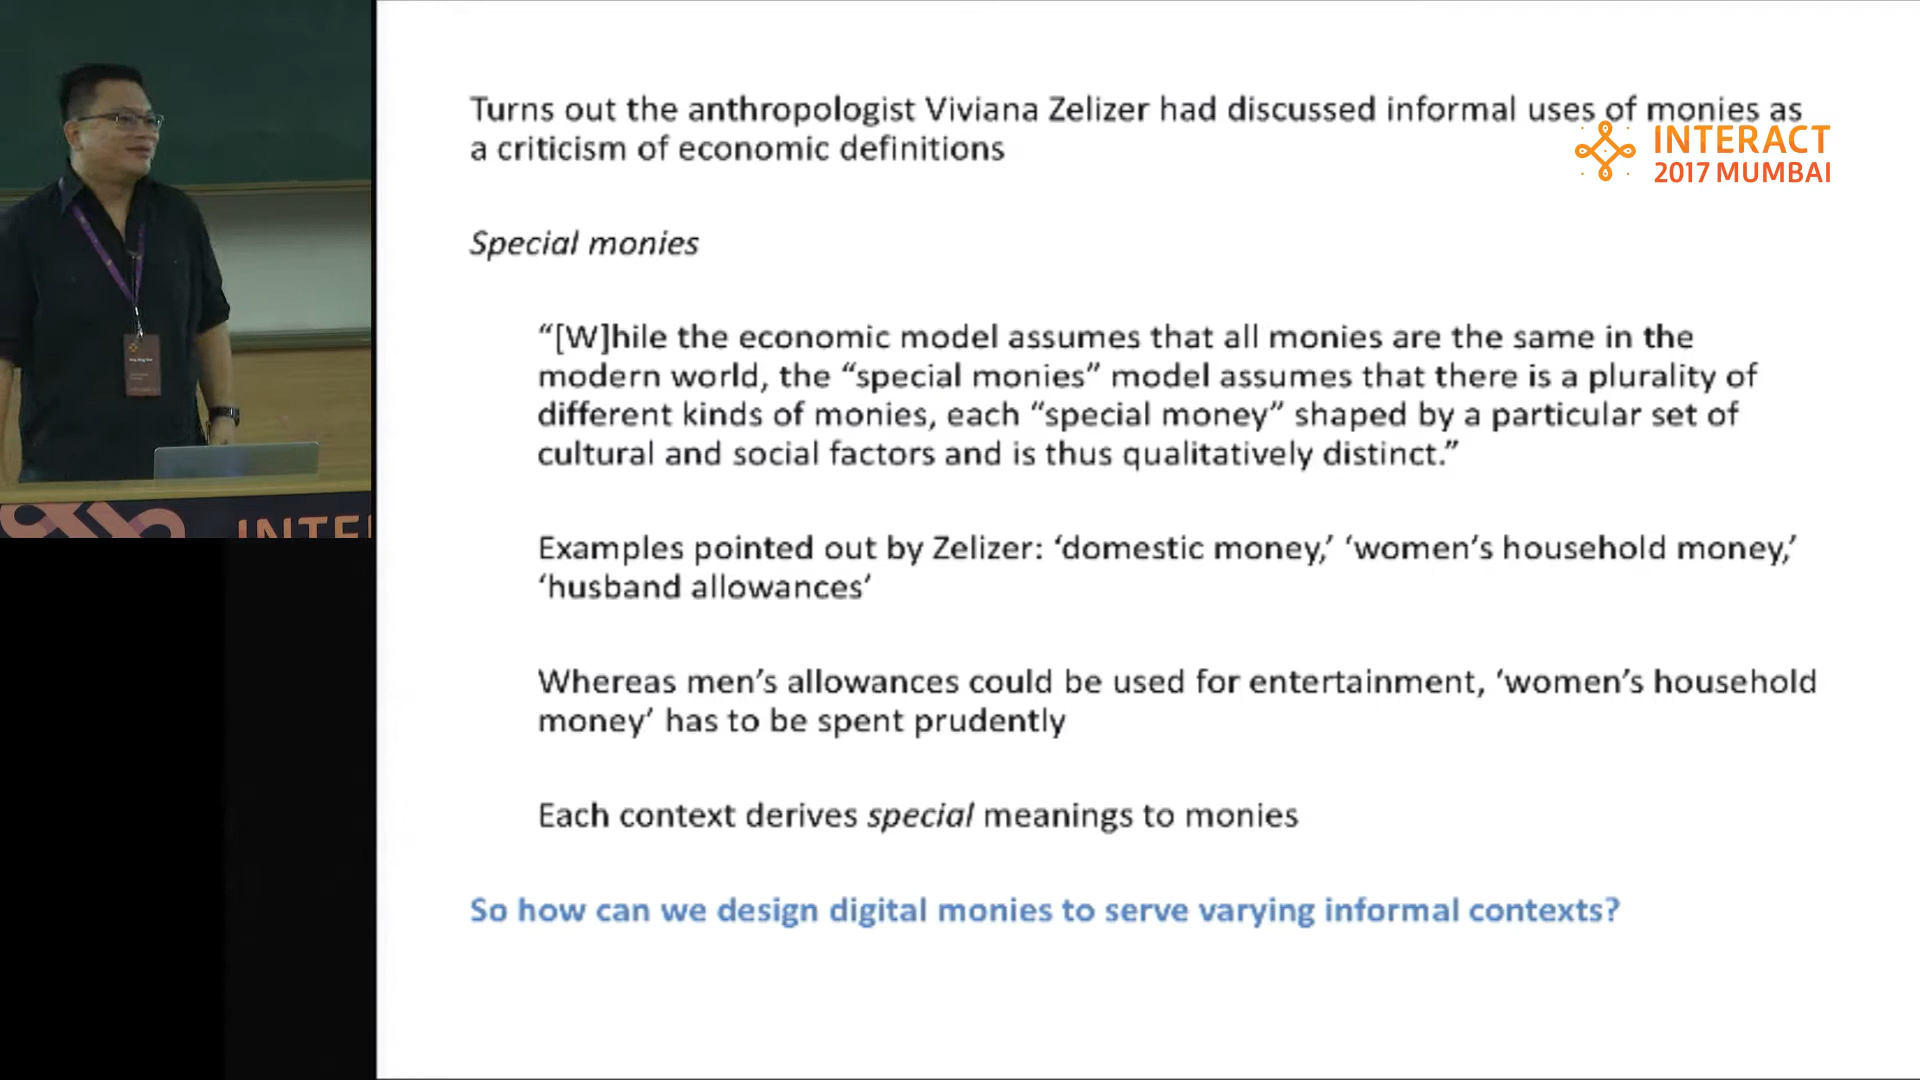 Turns out the anthropologist Viviana Zelizer had discussed informal uses of monies as
a criticism of economic definitions
INTERACT
2017 MUMBAI
Special monies
“[W]hile the economic model assumes that all monies are the same in the
modern world, the “special monies” model assumes that there is a plurality of
different kinds of monies, each “special money” shaped by a particular set of
cultural and social factors and is thus qualitatively distinct.”
Examples pointed out by Zelizer: ‘domestic money,’ ‘women’s household money,’
‘husband allowances’
Whereas men’s allowances could be used for entertainment, ‘women’s household
money’ has to be spent prudently
Each context derives special meanings to monies
So how can we design digital monies to serve varying informal contexts?
INTE